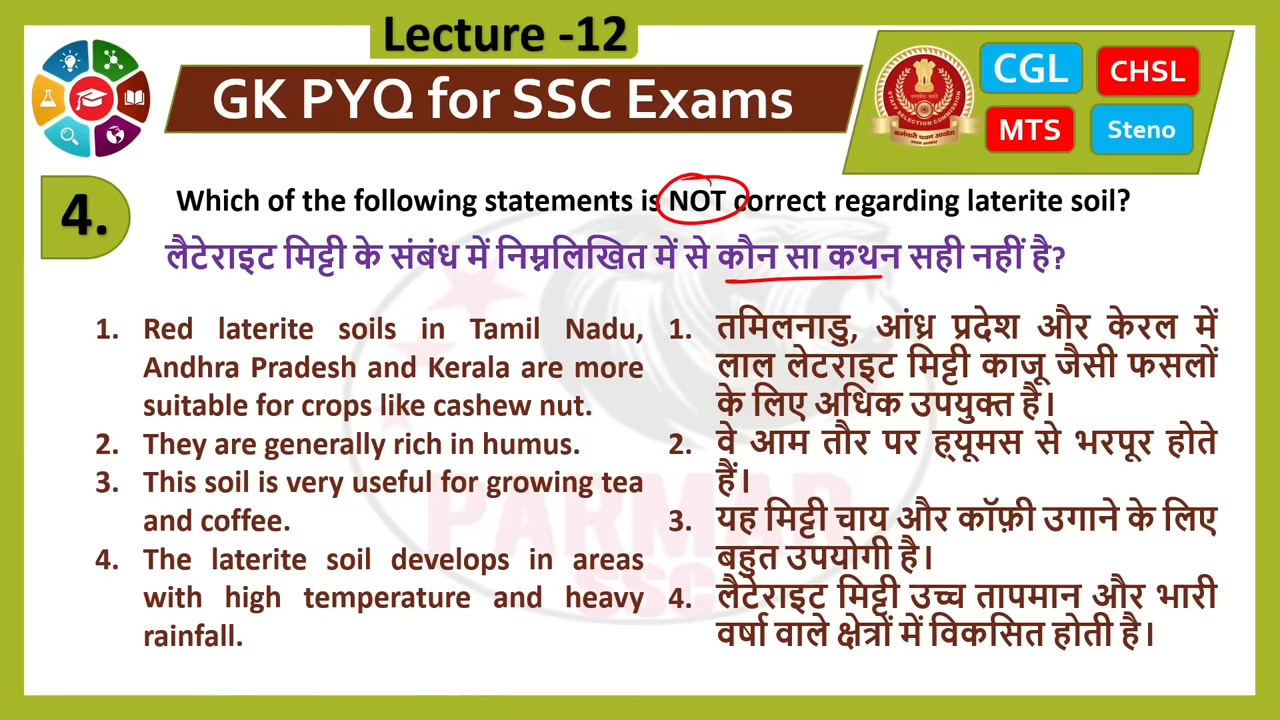 Lecture -12
GK PYQ for SSC Exams
CGL
CHSL
MTS
Steno
STAFF SELECTION COMMISSION
4.
Which of the following statements is NOT correct regarding laterite soil?
लैटेराइट मिट्टी के संबंध में निम्नलिखित में से कौन सा कथन सही नहीं है?
1. Red laterite soils in Tamil Nadu,
Andhra Pradesh and Kerala are more
suitable for crops like cashew nut.
2. They are generally rich in humus.
3. This soil is very useful for growing tea
and coffee.
4. The laterite soil develops in areas
with high temperature and heavy
rainfall.
1. तमिलनाडु, आंध्र प्रदेश और केरल में
लाल लेटराइट मिट्टी काजू जैसी फसलों
के लिए अधिक उपयुक्त है।
2. वे आम तौर पर ह्यूमस से भरपूर होते
हैं।
3. यह मिट्टी चाय और कॉफ़ी उगाने के लिए
बहुत उपयोगी है।
4. लैटेराइट मिट्टी उच्च तापमान और भारी
वर्षा वाले क्षेत्रों में विकसित होती है।
PARMAR
SSC